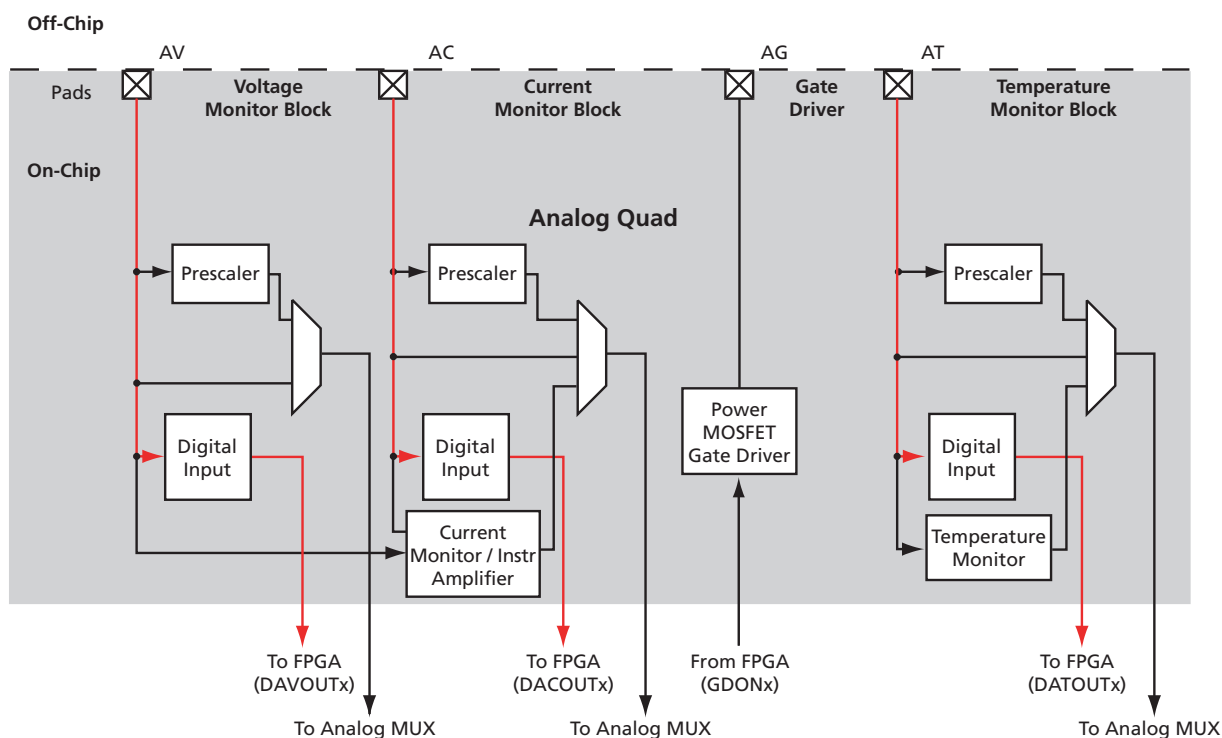 Off-Chip
AV
AC
AG
AT
Pads
Voltage
Monitor Block
Current
Monitor Block
Gate
Driver
Temperature
Monitor Block
On-Chip
Analog Quad
Prescaler
Prescaler
Prescaler
Digital
Input
Digital
Input
Power
MOSFET
Gate Driver
Digital
Input
Current
Monitor / Instr
Amplifier
Temperature
Monitor
To FPGA
(DAVOUTx)
To FPGA
(DACOUTx)
From FPGA
(GDONx)
To FPGA
(DATOUTx)
To Analog MUX
To Analog MUX
To Analog MUX